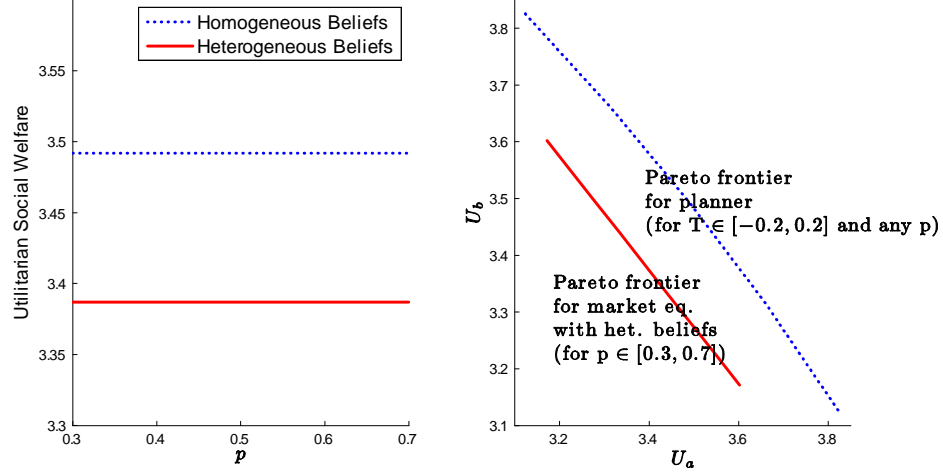 Homogeneous Beliefs
Heterogeneous Beliefs
Utilitarian Social Welfare
3.55
3.5
3.45
3.4
3.35
3.3
0.3 0.4 0.5 0.6 0.7
p
U_b
3.8
3.7
3.6
3.5
3.4
3.3
3.2
3.1
Pareto frontier
for planner
(for T ∈ [−0.2, 0.2] and any p)
Pareto frontier
for market eq.
with het. beliefs
(for p ∈ [0.3, 0.7])
3.2 3.4 3.6 3.8
U_a